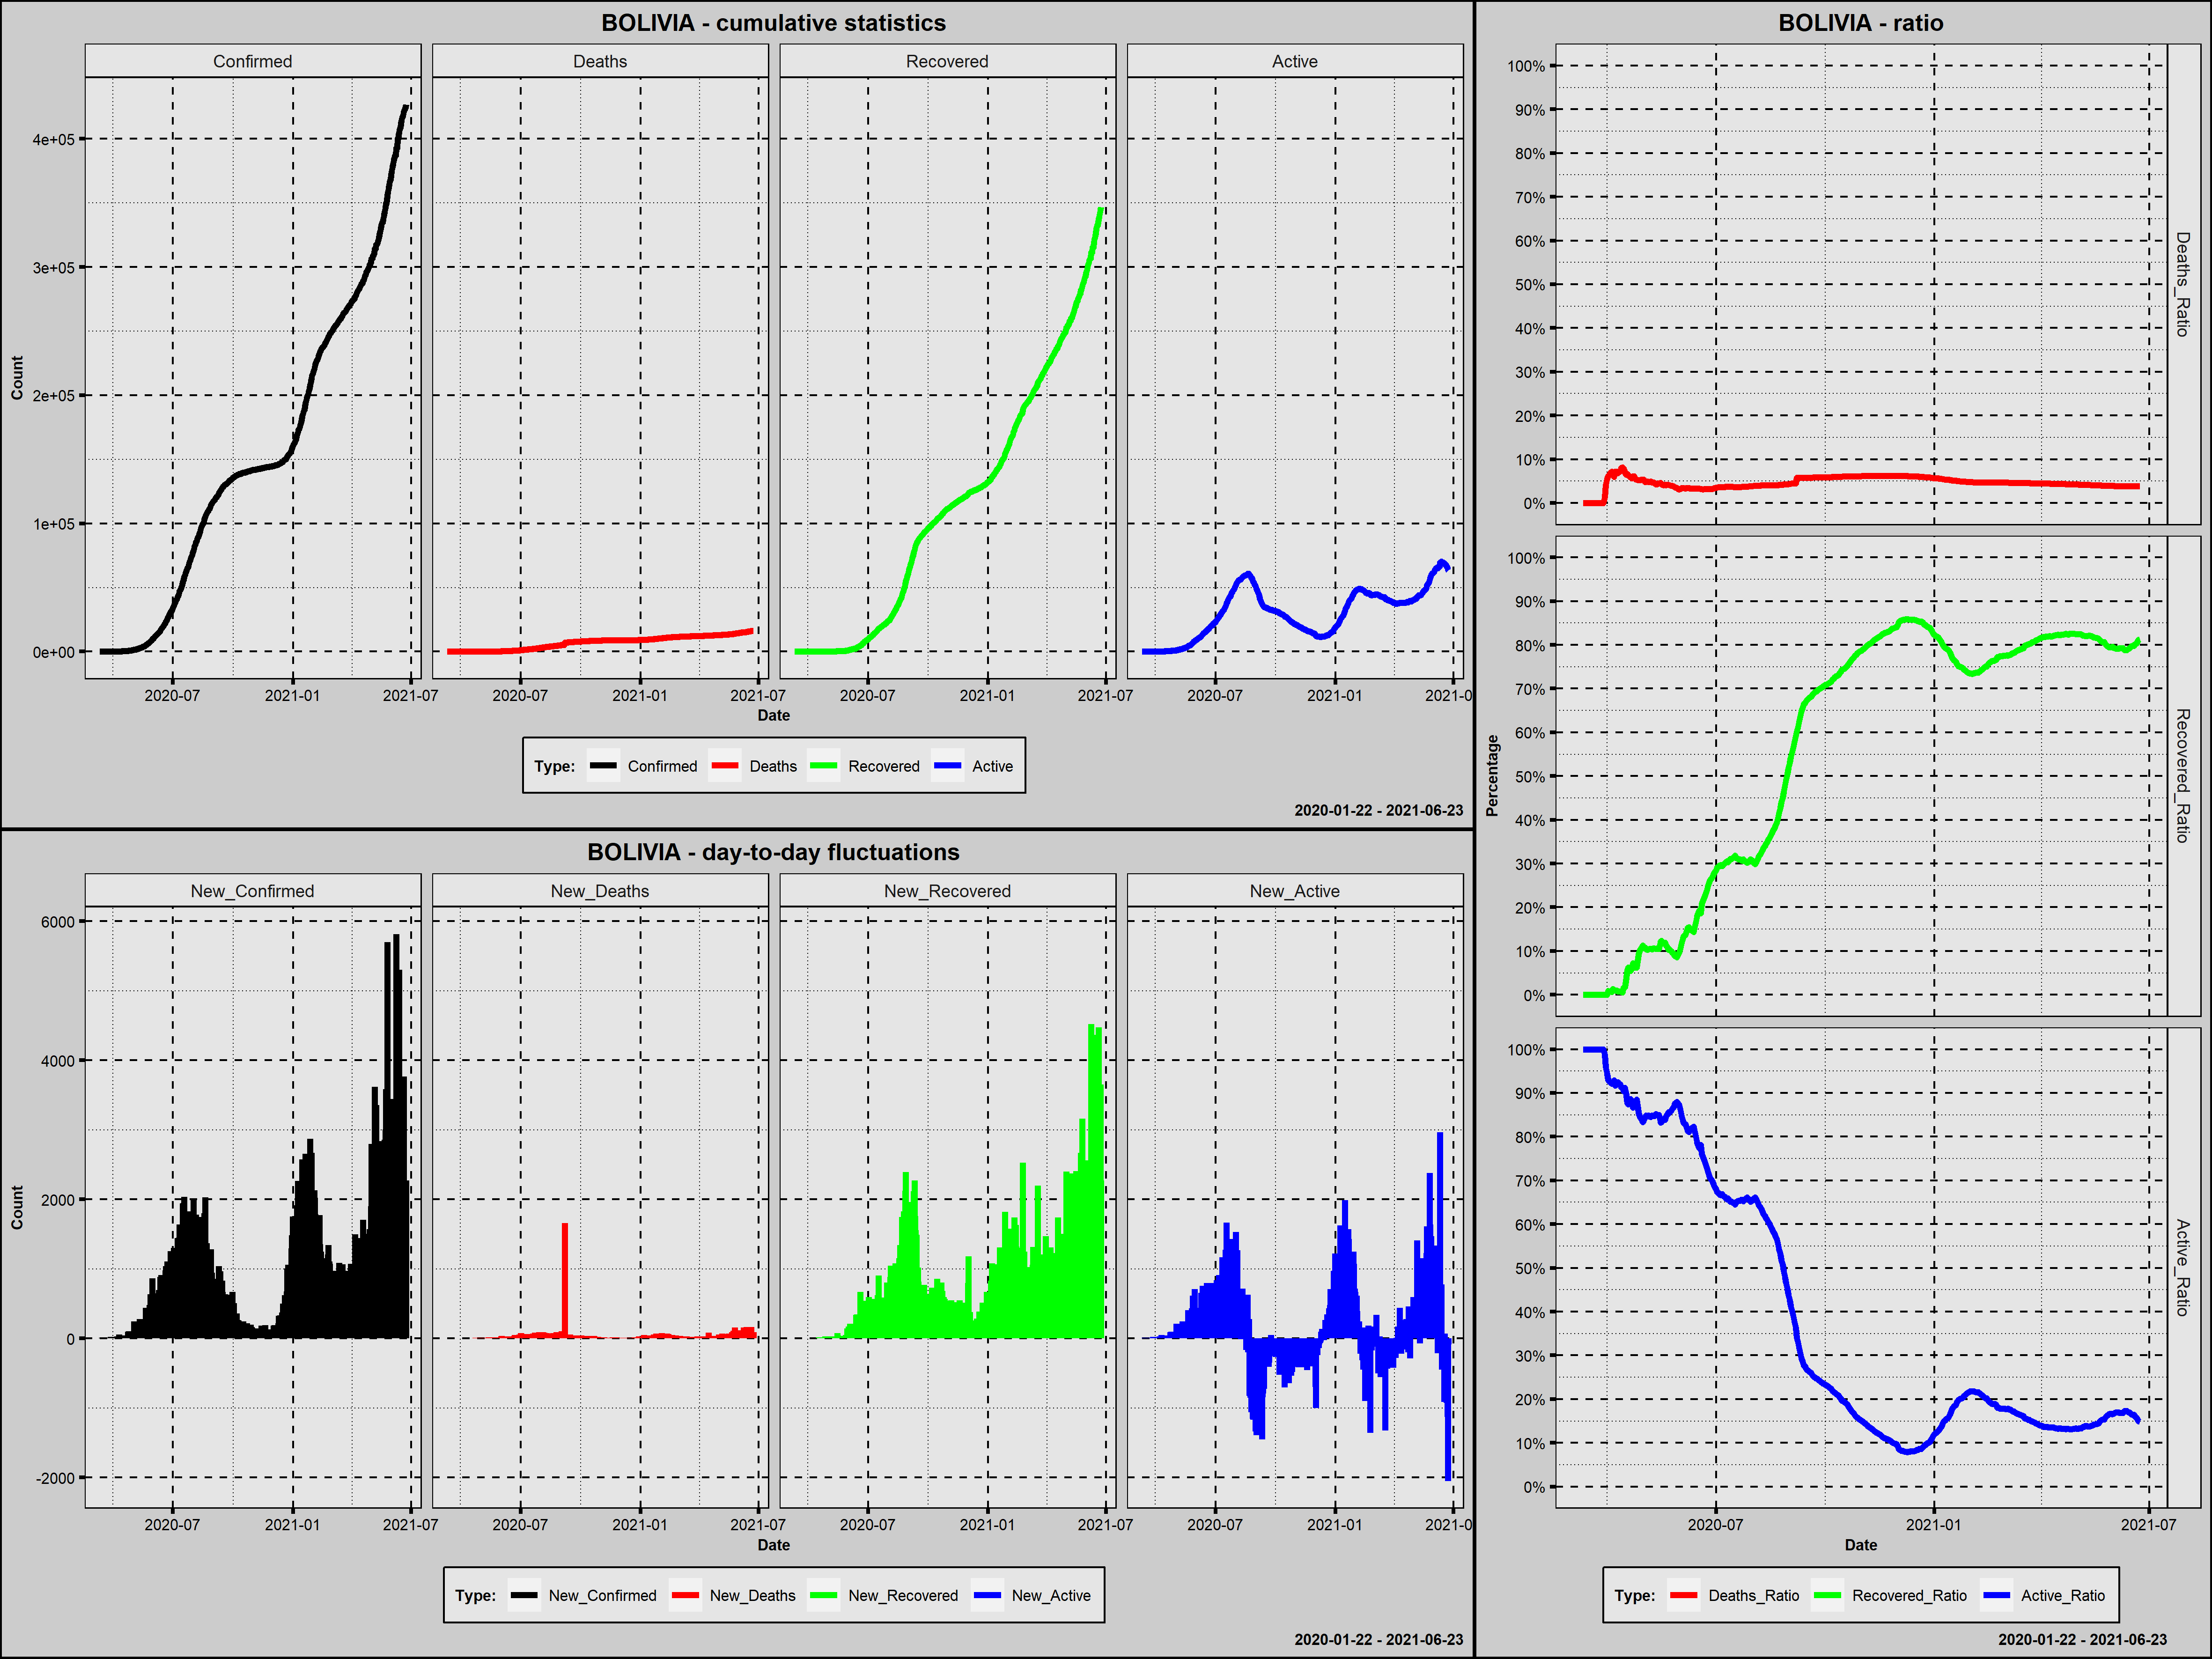 BOLIVIA - cumulative statistics
Confirmed Deaths Recovered Active
Count
4e+05
3e+05
2e+05
1e+05
0e+00
2020-07 2021-01 2021-07 2020-07 2021-01 2021-07 2020-07 2021-01 2021-07 2020-07 2021-01 2021-0
Date
Type: Confirmed Deaths Recovered Active
2020-01-22 - 2021-06-23
BOLIVIA - day-to-day fluctuations
New_Confirmed New_Deaths New_Recovered New_Active
Count
6000
4000
2000
0
-2000
2020-07 2021-01 2021-07 2020-07 2021-01 2021-07 2020-07 2021-01 2021-07 2020-07 2021-01 2021-0
Date
Type: New_Confirmed New_Deaths New_Recovered New_Active
2020-01-22 - 2021-06-23
BOLIVIA - ratio
Percentage
100%
90%
80%
70%
60%
50%
40%
30%
20%
10%
0%
Deaths_Ratio
100%
90%
80%
70%
60%
50%
40%
30%
20%
10%
0%
Recovered_Ratio
100%
90%
80%
70%
60%
50%
40%
30%
20%
10%
0%
Active_Ratio
2020-07 2021-01 2021-07
Date
Type: Deaths_Ratio Recovered_Ratio Active_Ratio
2020-01-22 - 2021-06-23